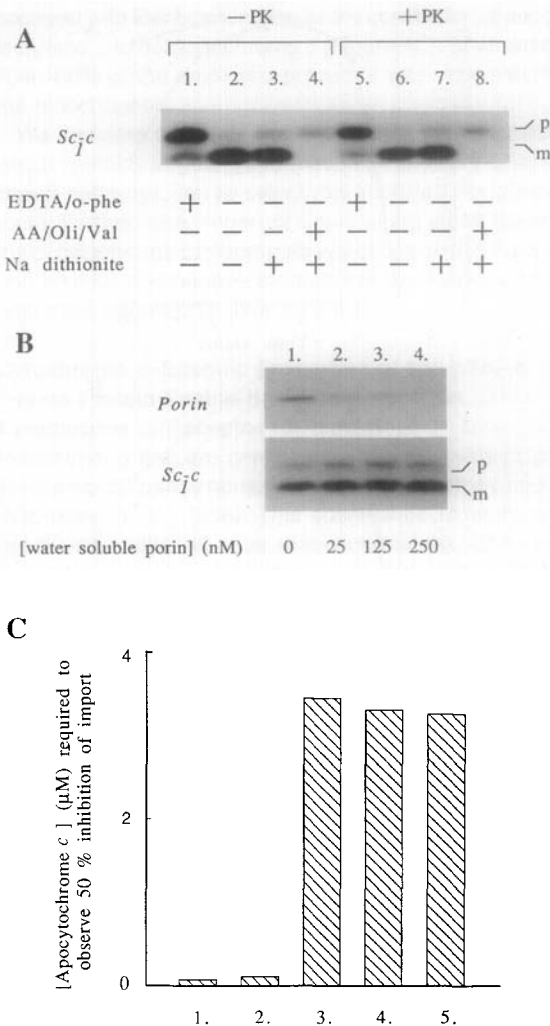 A
PK PK
1. 2. 3. 4. 5. 6. 7. 8.
Sc₁c
p
m
EDTA/o-phe + − − − + − − −
AA/Oli/Val − − − + − − − +
Na dithionite − − + + − − + +
B
1. 2. 3. 4.
Porin
Sc₁c
p
m
[water soluble porin] (nM) 0 25 125 250
C
[Apocytochrome c ] (μM) required to
observe 50 % inhibition of import
4
2
0
1. 2. 3. 4. 5.